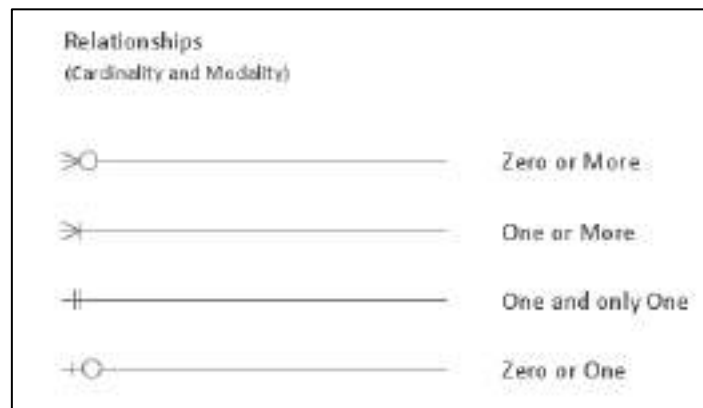 Relationships
(Cardinality and Modality)
Zero or More
One or More
One and only One
Zero or One